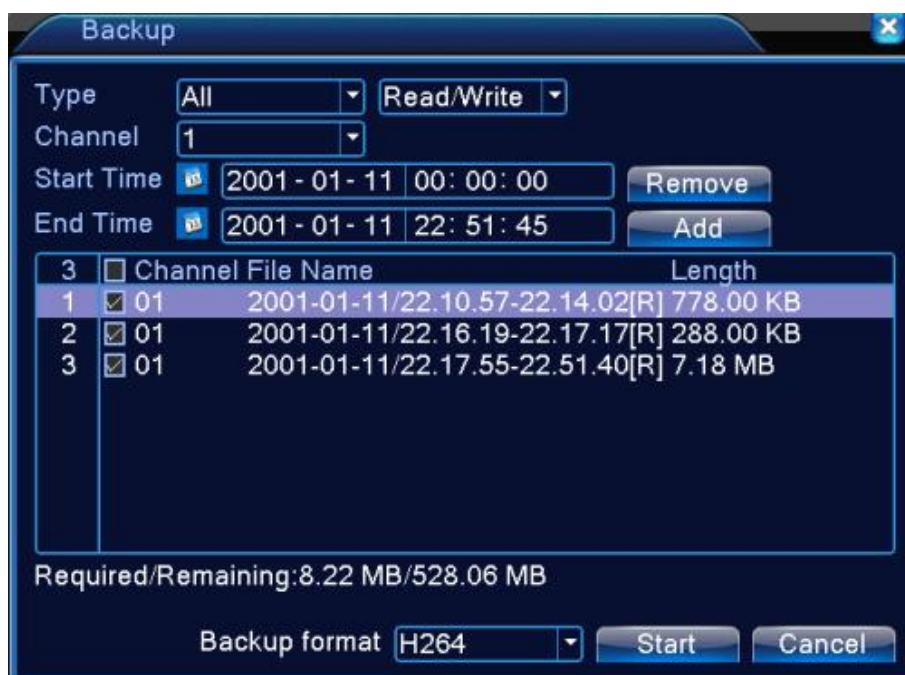 Backup
Type All Read/Write
Channel 1
Start Time 2001 - 01 - 11 00: 00: 00 Remove
End Time 2001 - 01 - 11 22: 51: 45 Add
3 Channel File Name Length
1 01 2001-01-11/22.10.57-22.14.02[R] 778.00 KB
2 01 2001-01-11/22.16.19-22.17.17[R] 288.00 KB
3 01 2001-01-11/22.17.55-22.51.40[R] 7.18 MB
Required/Remaining:8.22 MB/528.06 MB
Backup format H264 Start Cancel